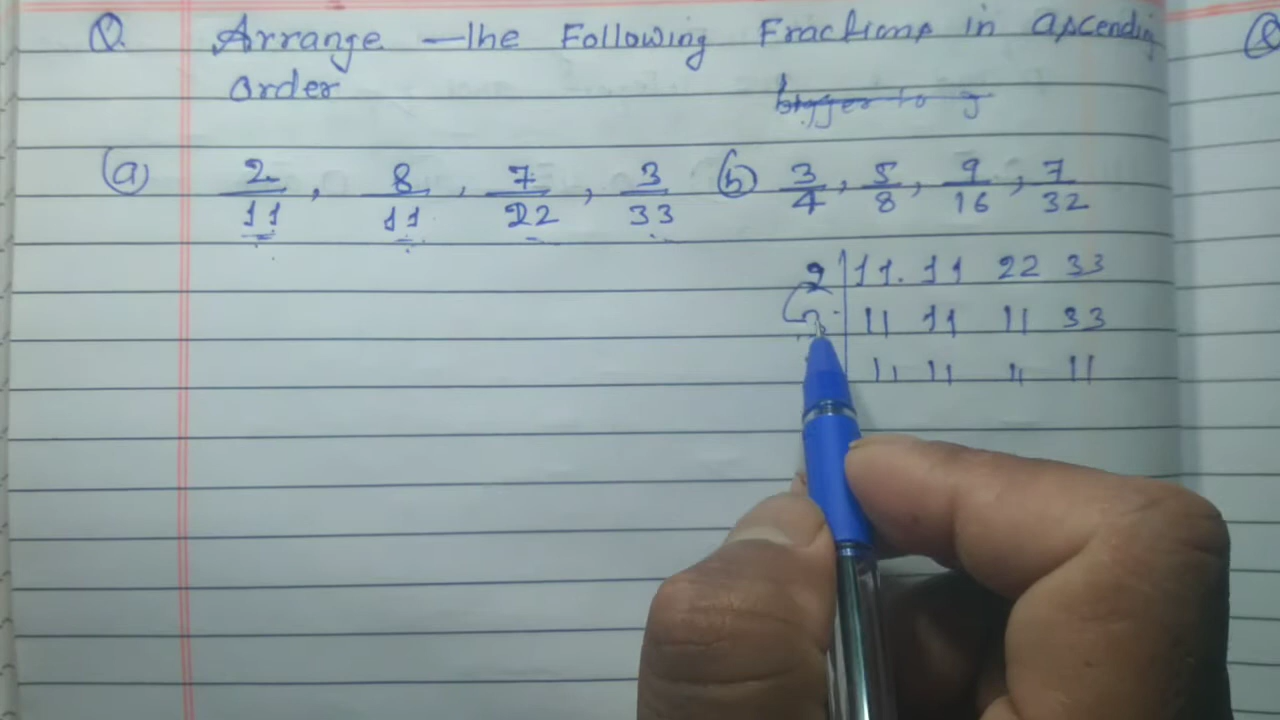 Q. Arrange the Following Fractions in ascending
order
(a) 2/11, 8/11, 7/22, 3/33 (b) 3/4, 5/8, 9/16, 7/32
2 | 11. 11 22 33
11 11 11 33
11 11 11 11